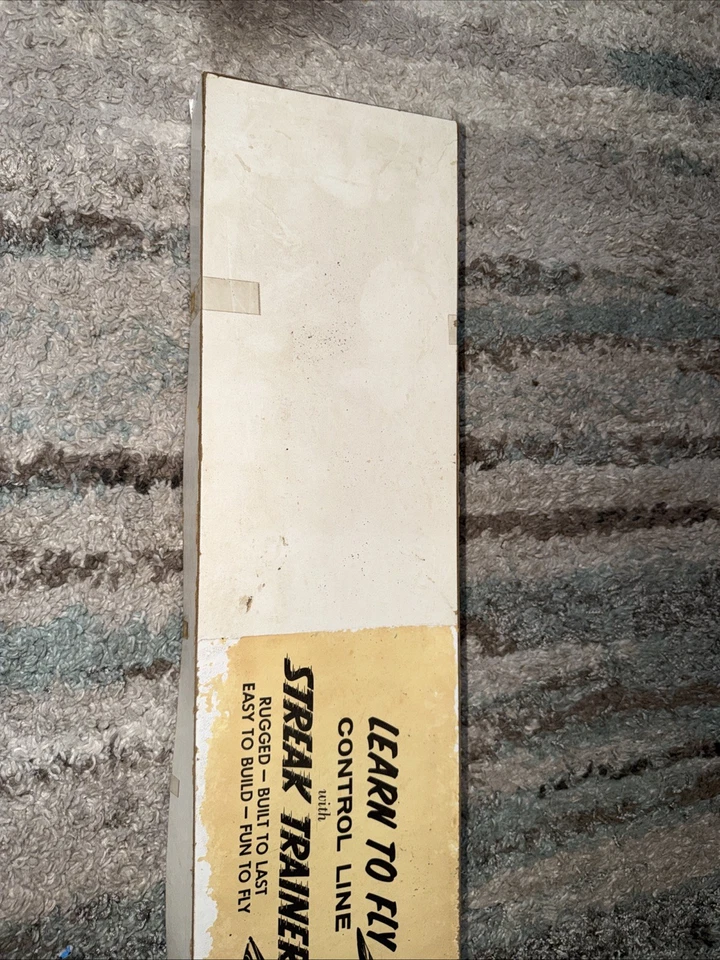 LEARN TO FLY
CONTROL LINE
with
STREAK TRAINER
RUGGED — BUILT TO LAST
EASY TO BUILD — FUN TO FLY